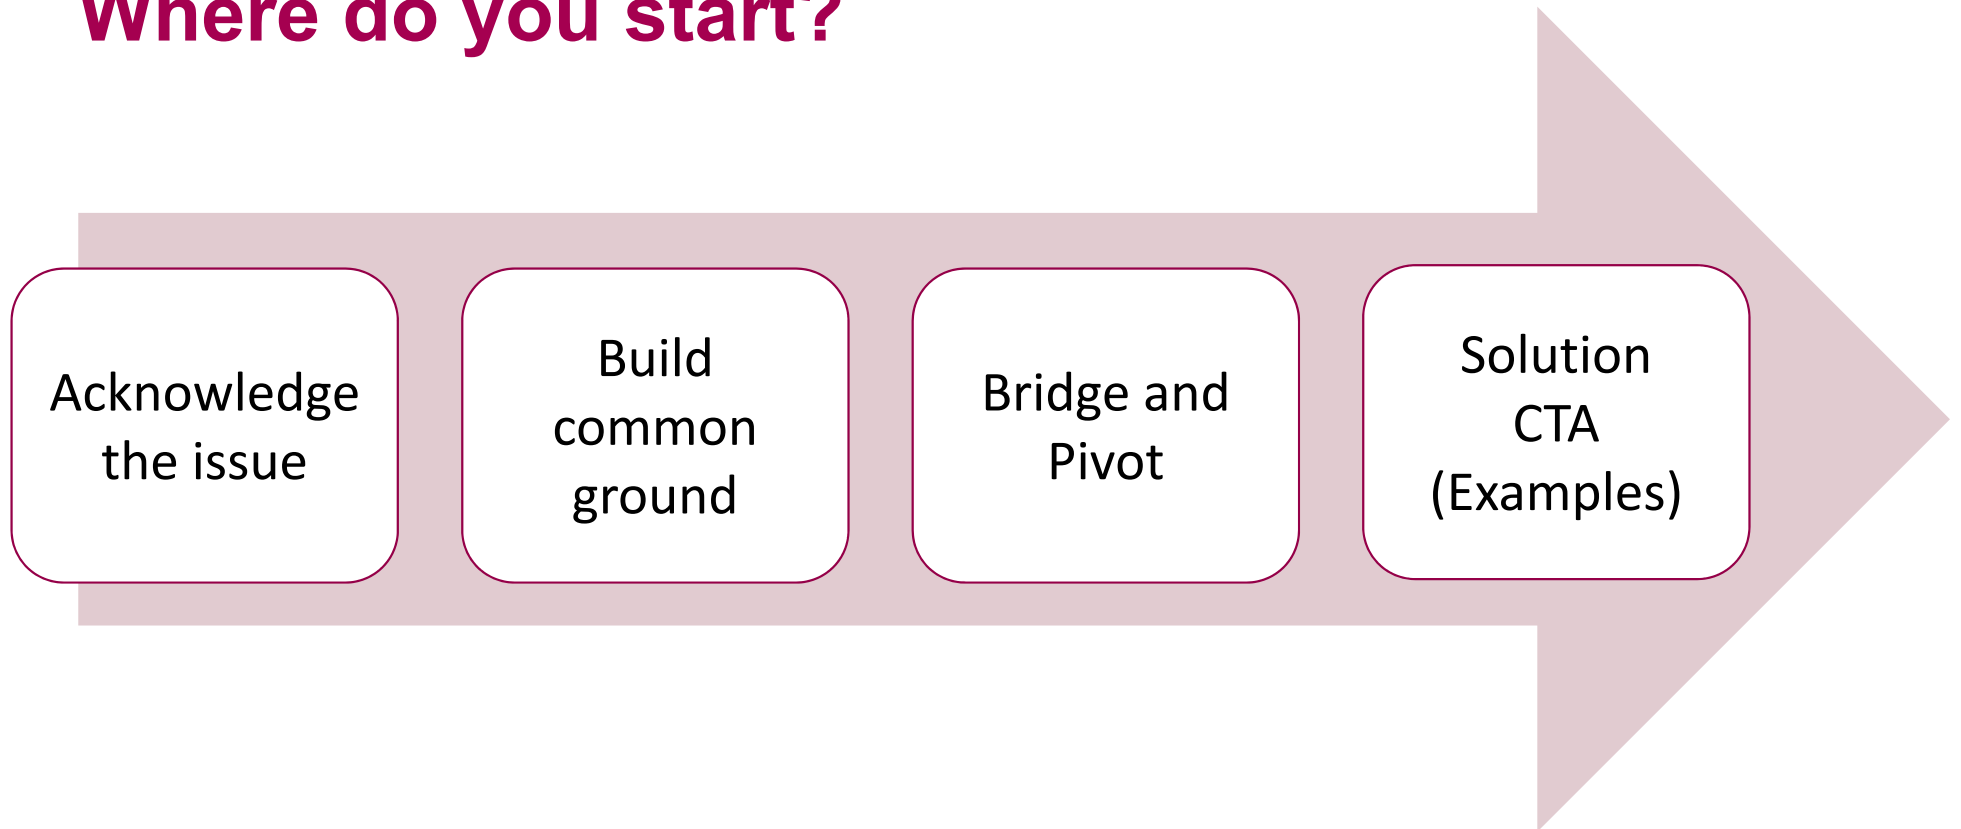 Where do you start?
Acknowledge
the issue
Build
common
ground
Bridge and
Pivot
Solution
CTA
(Examples)